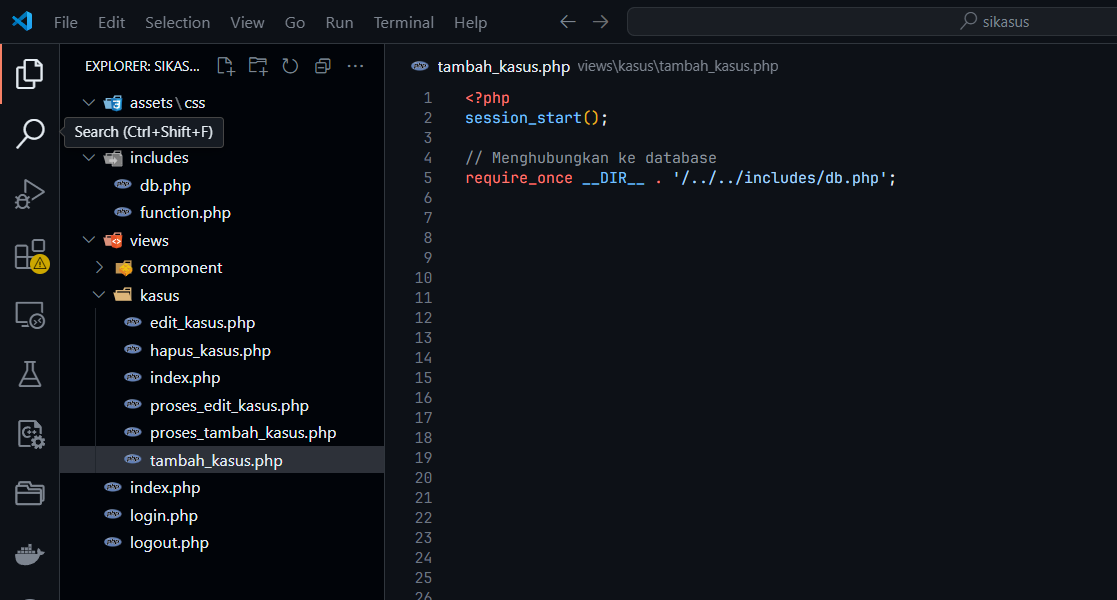 File Edit Selection View Go Run Terminal Help
sikasus
EXPLORER: SIKAS...
tambah_kasus.php views\kasus\tambah_kasus.php
assets\css
Search (Ctrl+Shift+F)
includes
db.php
function.php
views
component
kasus
edit_kasus.php
hapus_kasus.php
index.php
proses_edit_kasus.php
proses_tambah_kasus.php
tambah_kasus.php
index.php
login.php
logout.php
1 <?php
2 session_start();
3
4 // Menghubungkan ke database
5 require_once __DIR__ . '/../../includes/db.php';
6
7
8
9
10
11
12
13
14
15
16
17
18
19
20
21
22
23
24
25
26